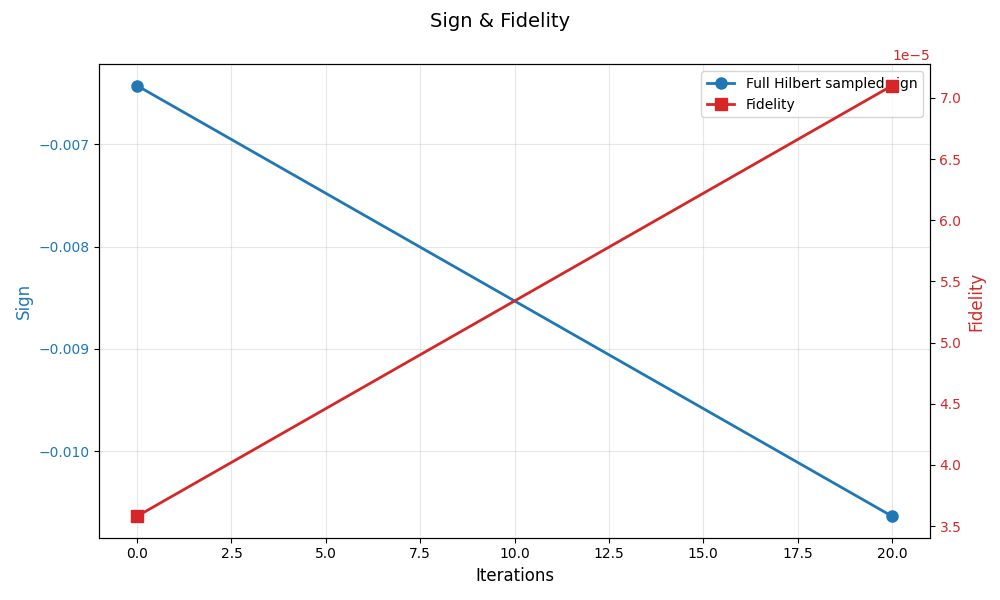 Sign & Fidelity
1e−5
Full Hilbert sampled sign
Fidelity
−0.007
−0.008
−0.009
−0.010
Sign
7.0
6.5
6.0
5.5
5.0
4.5
4.0
3.5
Fidelity
0.0 2.5 5.0 7.5 10.0 12.5 15.0 17.5 20.0
Iterations